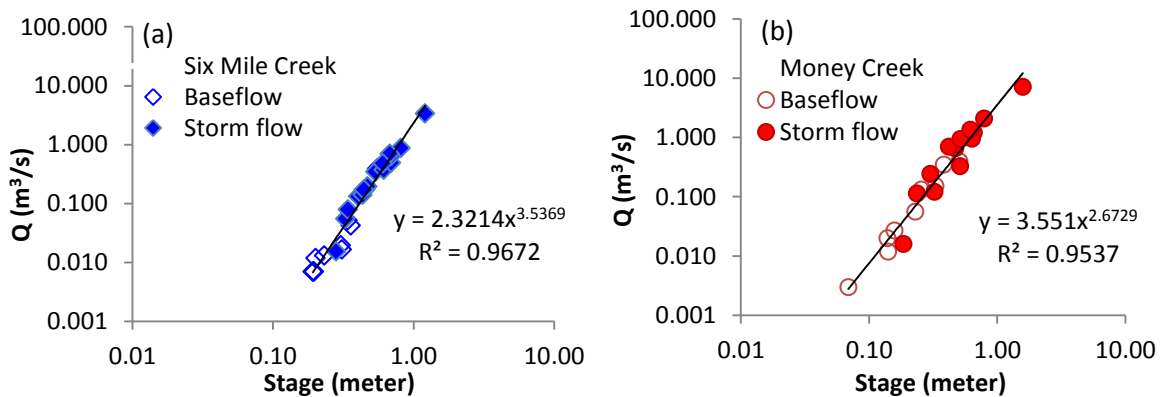 (a)
Six Mile Creek
Baseflow
Storm flow
100.000
10.000
1.000
0.100
0.010
0.001
Q (m³/s)
y = 2.3214x^3.5369
R² = 0.9672
0.01 0.10 1.00 10.00
Stage (meter)
(b)
Money Creek
Baseflow
Storm flow
100.000
10.000
1.000
0.100
0.010
0.001
Q (m³/s)
y = 3.551x^2.6729
R² = 0.9537
0.01 0.10 1.00 10.00
Stage (meter)